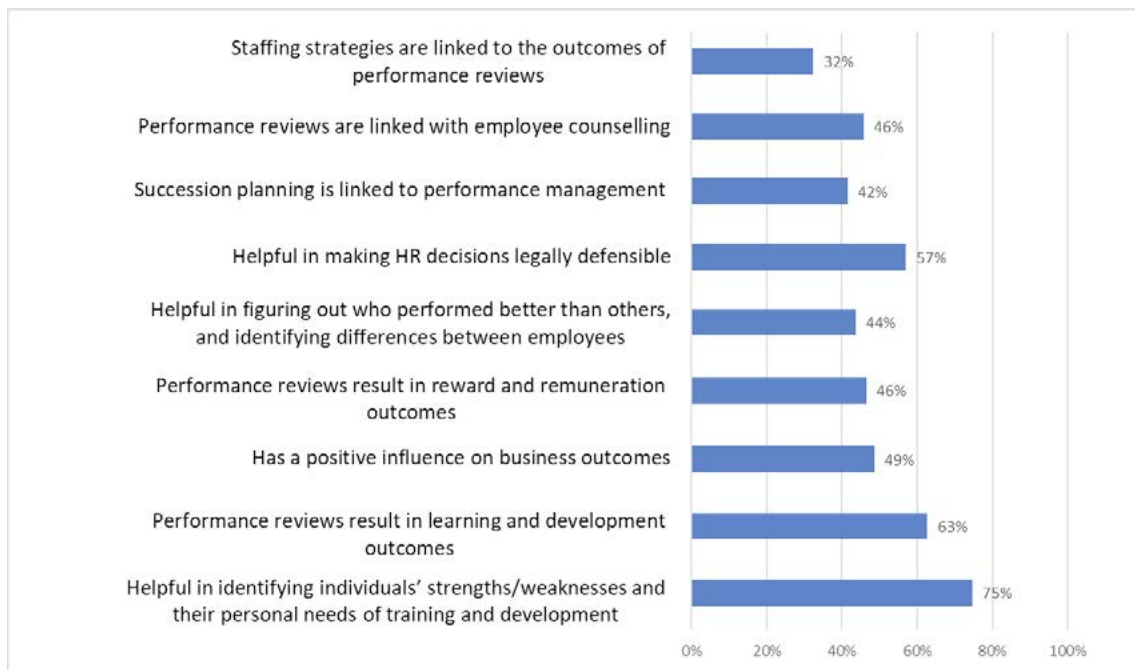 Staffing strategies are linked to the outcomes of
performance reviews
32%
Performance reviews are linked with employee counselling
46%
Succession planning is linked to performance management
42%
Helpful in making HR decisions legally defensible
57%
Helpful in figuring out who performed better than others,
and identifying differences between employees
44%
Performance reviews result in reward and remuneration
outcomes
46%
Has a positive influence on business outcomes
49%
Performance reviews result in learning and development
outcomes
63%
Helpful in identifying individuals’ strengths/weaknesses and
their personal needs of training and development
75%
0% 20% 40% 60% 80% 100%